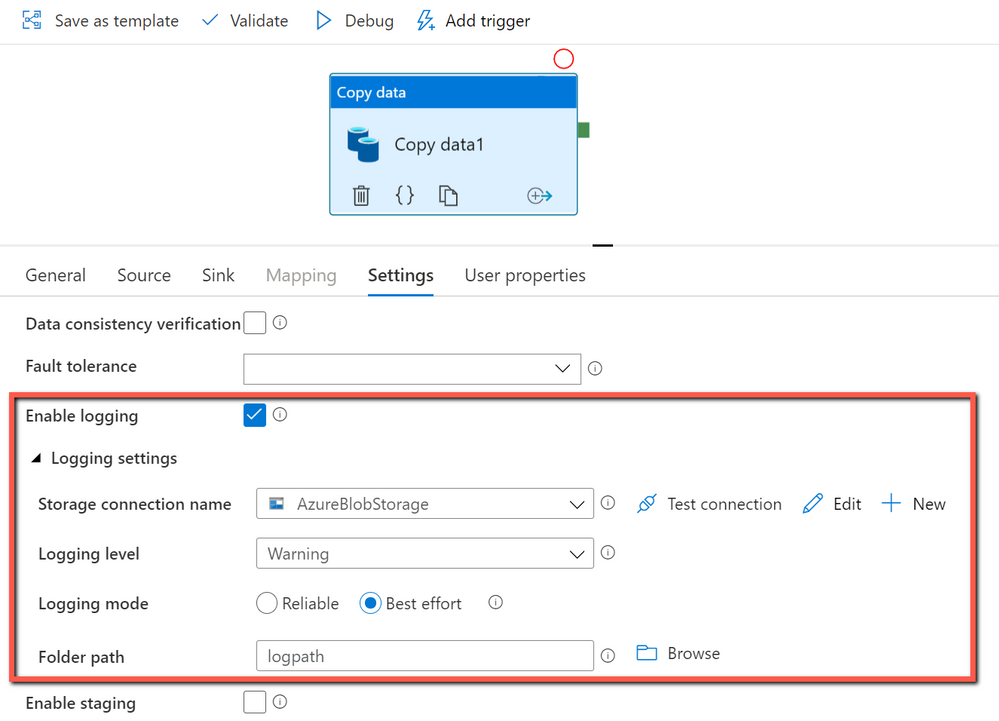 Save as template Validate Debug Add trigger
Copy data
Copy data1
General Source Sink Mapping Settings User properties
Data consistency verification
Fault tolerance
Enable logging
Logging settings
Storage connection name AzureBlobStorage Test connection Edit New
Logging level Warning
Logging mode Reliable Best effort
Folder path logpath Browse
Enable staging